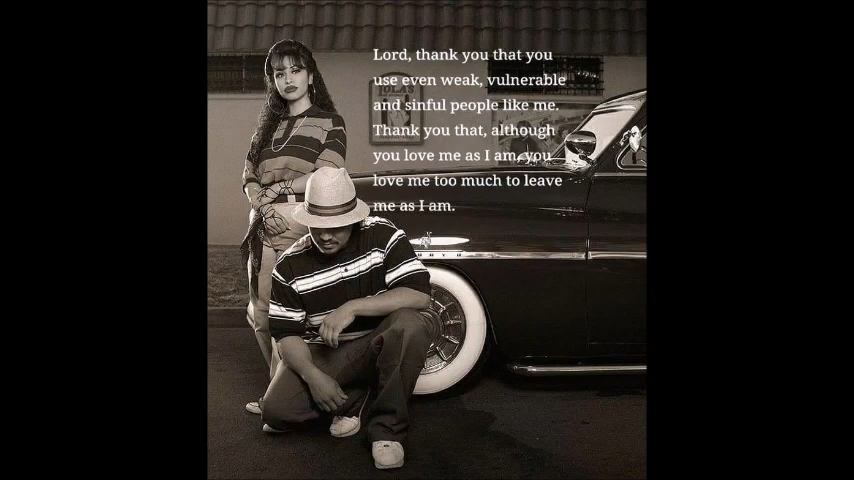 Lord, thank you that you
use even weak, vulnerable
and sinful people like me.
Thank you that, although
you love me as I am, you
love me too much to leave
me as I am.
LOLA'S